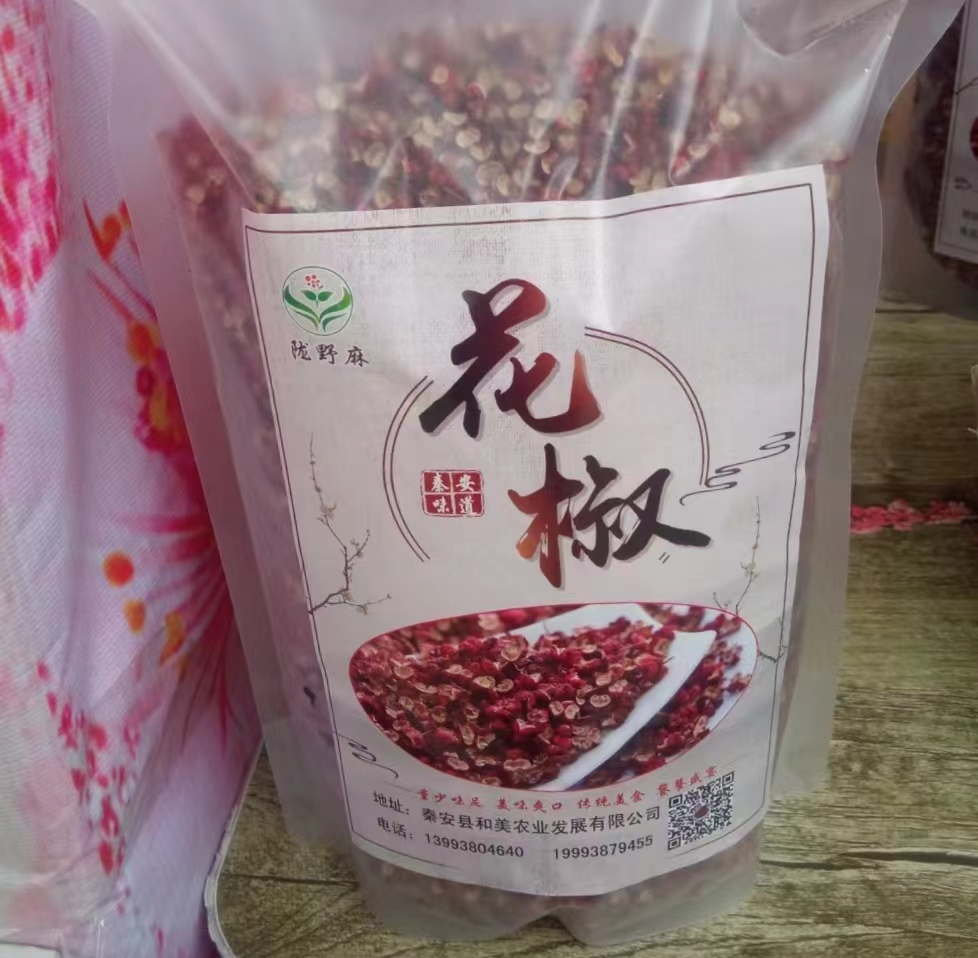 陇野麻
花椒
秦安
味道
量少味足 美味爽口 传统美食 餐餐盛宴
地址：秦安县和美农业发展有限公司
电话：13993804640 19993879455